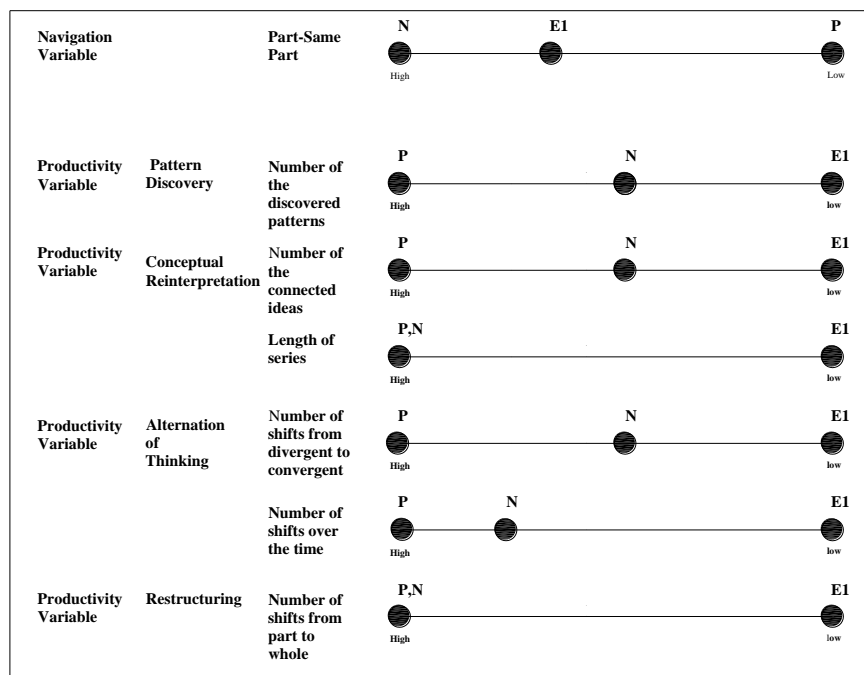 N E1 P
Navigation Part-Same
Variable Part
High Low
P N E1
Productivity Pattern Number of
Variable Discovery the
discovered
patterns
High low
P N E1
Productivity Conceptual Number of
Variable Reinterpretation the
connected
ideas
High low
P,N E1
Length of
series
High low
P N E1
Productivity Alternation Number of
Variable of shifts from
Thinking divergent to
convergent
High low
P N E1
Number of
shifts over
the time
High low
P,N E1
Productivity Restructuring Number of
Variable shifts from
part to
whole
High low